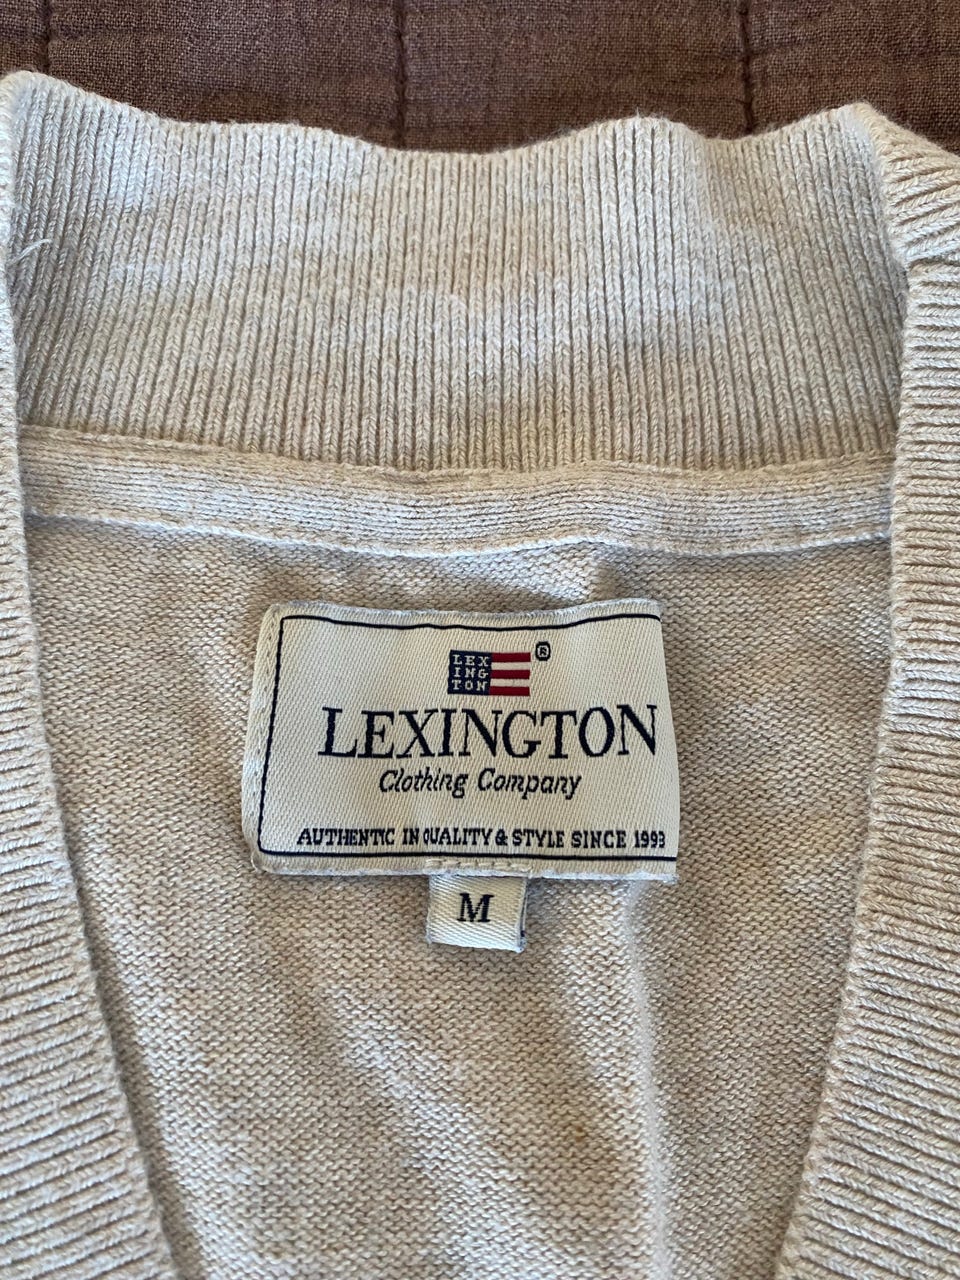 LEX
ING
TON
®
LEXINGTON
Clothing Company
AUTHENTIC IN QUALITY & STYLE SINCE 1993
M